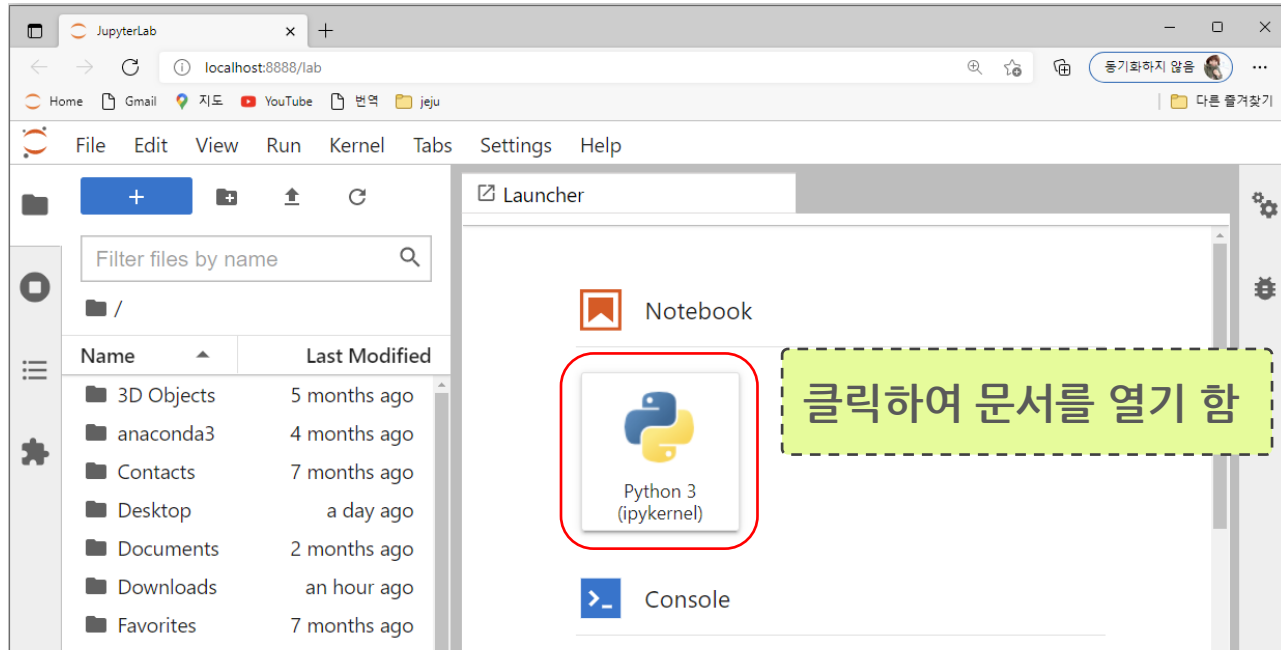 JupyterLab
localhost:8888/lab
동기화하지 않음
Home Gmail 지도 YouTube 번역 jeju
다른 즐겨찾기
File Edit View Run Kernel Tabs Settings Help
Launcher
Filter files by name
/
Name Last Modified
3D Objects 5 months ago
anaconda3 4 months ago
Contacts 7 months ago
Desktop a day ago
Documents 2 months ago
Downloads an hour ago
Favorites 7 months ago
Notebook
Python 3
(ipykernel)
클릭하여 문서를 열기 함
Console